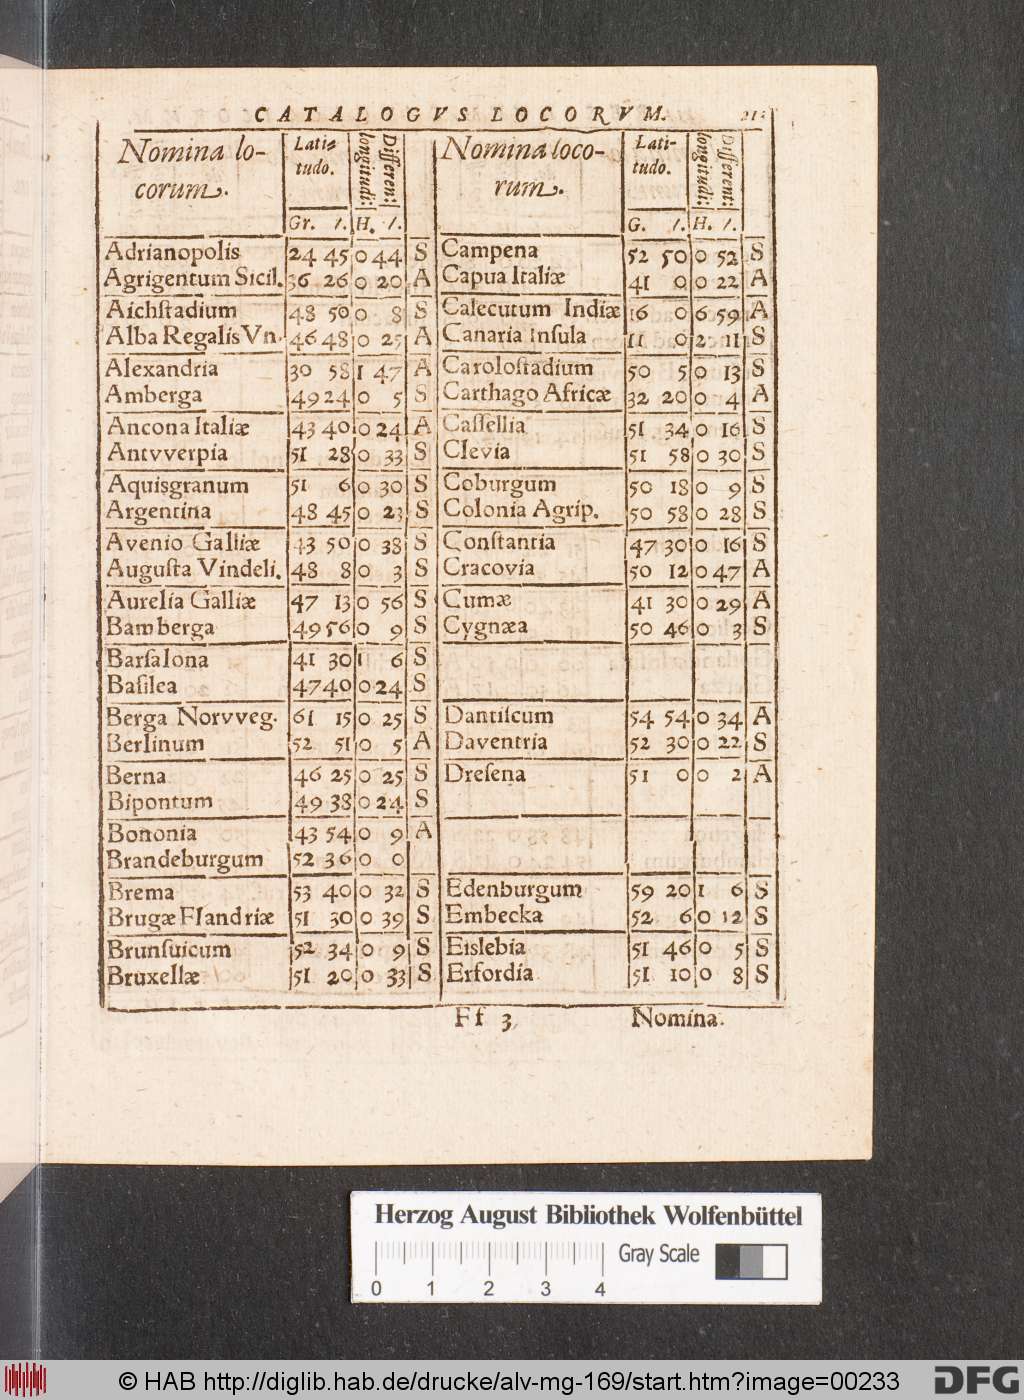 CATALOGVS LOCORVM.
Nomina lo-
corum.
Lati-
tudo.
Gr. /.
Different:
longitudi:
H. /.
Nomina loco-
rum.
Lati-
tudo.
G. /.
Different:
longitudi:
H. /.
Adrianopolis 24 45 0 44 S
Agrigentum Sicil. 36 26 0 20 A
Aichſtadium 48 50 0 8 S
Alba Regalis Vn. 46 48 0 25 A
Alexandria 30 58 1 47 A
Amberga 49 24 0 5 S
Ancona Italiæ 43 40 0 24 A
Antvverpia 51 28 0 33 S
Aquisgranum 51 6 0 30 S
Argentina 48 45 0 23 S
Avenio Galliæ 43 50 0 38 S
Auguſta Vindeli. 48 8 0 3 S
Aurelia Galliæ 47 13 0 56 S
Bamberga 49 56 0 9 S
Barſalona 41 30 1 6 S
Baſilea 47 40 0 24 S
Berga Norvveg. 61 15 0 25 S
Berlinum 52 51 0 5 A
Berna 46 25 0 25 S
Bipontum 49 38 0 24 S
Bononia 43 54 0 9 A
Brandeburgum 52 36 0 0
Brema 53 40 0 32 S
Brugæ Flandriæ 51 30 0 39 S
Brunſuicum 52 34 0 9 S
Bruxellæ 51 20 0 33 S
Campena 52 50 0 52 S
Capua Italiæ 41 0 0 22 A
Calecutum Indiæ 16 0 6 59 A
Canaria Inſula 11 0 2 11 S
Caroloſtadium 50 5 0 13 S
Carthago Africæ 32 20 0 4 A
Caſſellia 51 34 0 16 S
Clevia 51 58 0 30 S
Coburgum 50 18 0 9 S
Colonia Agrip. 50 58 0 28 S
Conſtantia 47 30 0 16 S
Cracovia 50 12 0 47 A
Cumæ 41 30 0 29 A
Cygnæa 50 46 0 3 S
Dantiſcum 54 54 0 34 A
Daventria 52 30 0 22 S
Dreſena 51 0 0 2 A
Edenburgum 59 20 1 6 S
Embecka 52 6 0 12 S
Eislebia 51 46 0 5 S
Erfordia 51 10 0 8 S
Ff 3 Nomina.
Herzog August Bibliothek Wolfenbüttel
Gray Scale
0 1 2 3 4
© HAB http://diglib.hab.de/drucke/alv-mg-169/start.htm?image=00233
DFG